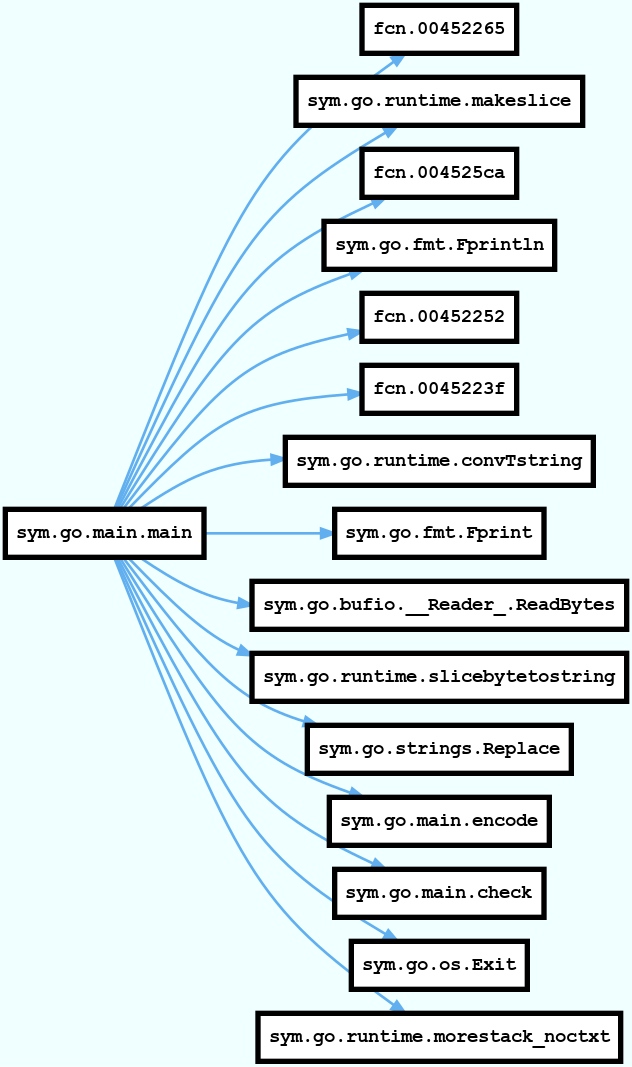 fcn.00452265
sym.go.runtime.makeslice
fcn.004525ca
sym.go.fmt.Fprintln
fcn.00452252
fcn.0045223f
sym.go.runtime.convTstring
sym.go.main.main
sym.go.fmt.Fprint
sym.go.bufio.__Reader_.ReadBytes
sym.go.runtime.slicebytetostring
sym.go.strings.Replace
sym.go.main.encode
sym.go.main.check
sym.go.os.Exit
sym.go.runtime.morestack_noctxt